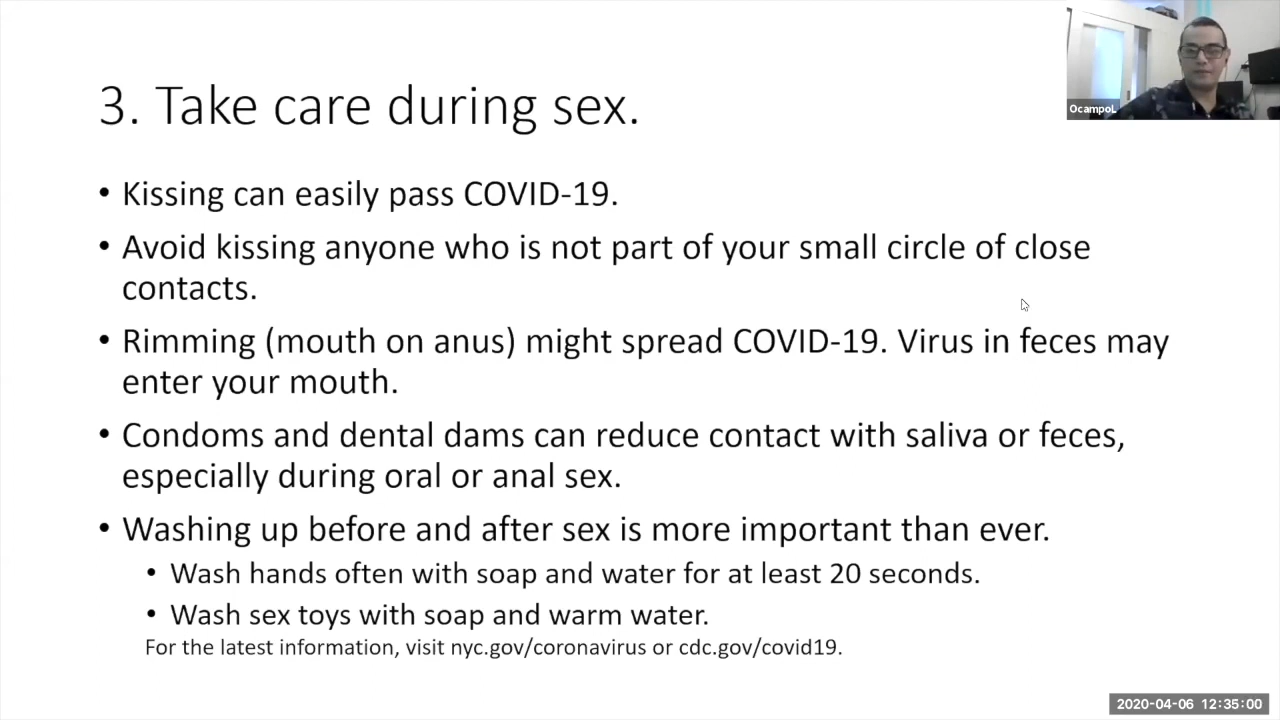 3. Take care during sex.
OcampoL
• Kissing can easily pass COVID-19.
• Avoid kissing anyone who is not part of your small circle of close
contacts.
• Rimming (mouth on anus) might spread COVID-19. Virus in feces may
enter your mouth.
• Condoms and dental dams can reduce contact with saliva or feces,
especially during oral or anal sex.
• Washing up before and after sex is more important than ever.
• Wash hands often with soap and water for at least 20 seconds.
• Wash sex toys with soap and warm water.
For the latest information, visit nyc.gov/coronavirus or cdc.gov/covid19.
2020-04-06 12:35:00